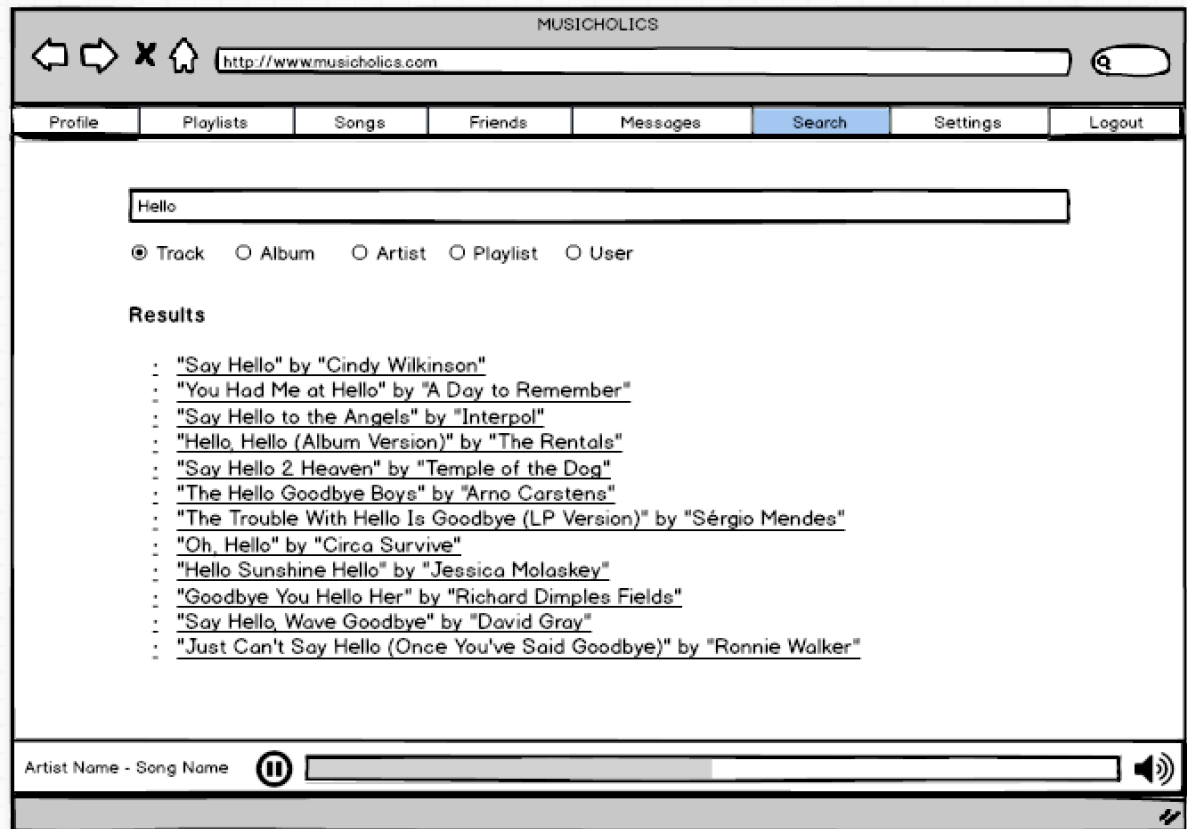 MUSICHOLICS
http://www.musicholics.com
Profile Playlists Songs Friends Messages Search Settings Logout
Hello
Track Album Artist Playlist User
Results
: "Say Hello" by "Cindy Wilkinson"
: "You Had Me at Hello" by "A Day to Remember"
: "Say Hello to the Angels" by "Interpol"
: "Hello, Hello (Album Version)" by "The Rentals"
: "Say Hello 2 Heaven" by "Temple of the Dog"
: "The Hello Goodbye Boys" by "Arno Carstens"
: "The Trouble With Hello Is Goodbye (LP Version)" by "Sérgio Mendes"
: "Oh, Hello" by "Circa Survive"
: "Hello Sunshine Hello" by "Jessica Molaskey"
: "Goodbye You Hello Her" by "Richard Dimples Fields"
: "Say Hello, Wave Goodbye" by "David Gray"
: "Just Can't Say Hello (Once You've Said Goodbye)" by "Ronnie Walker"
Artist Name - Song Name